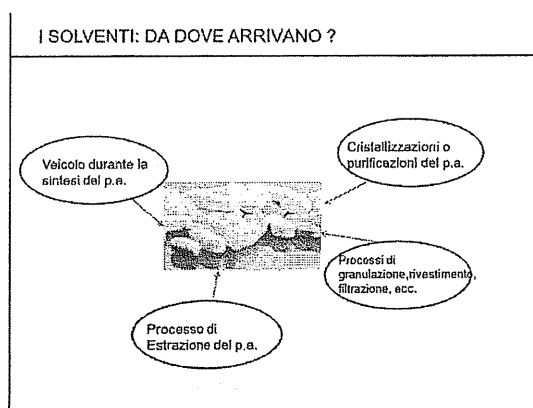 I SOLVENTI: DA DOVE ARRIVANO ?
Veicolo durante la
sintesi del p.a.
Cristallizzazioni o
purificazioni del p.a.
Processi di
granulazione,rivestimento,
filtrazione, ecc.
Processo di
Estrazione del p.a.